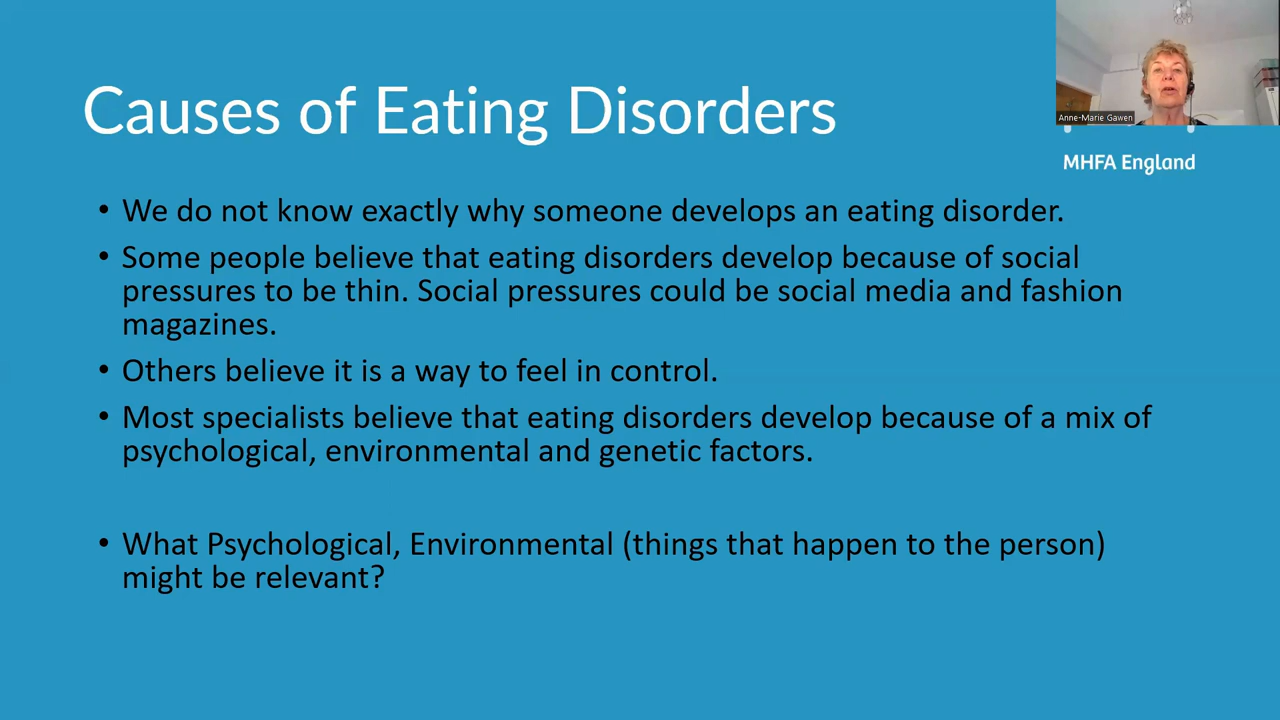 Causes of Eating Disorders
Anne-Marie Gawen
MHFA England
• We do not know exactly why someone develops an eating disorder.
• Some people believe that eating disorders develop because of social
pressures to be thin. Social pressures could be social media and fashion
magazines.
• Others believe it is a way to feel in control.
• Most specialists believe that eating disorders develop because of a mix of
psychological, environmental and genetic factors.
• What Psychological, Environmental (things that happen to the person)
might be relevant?